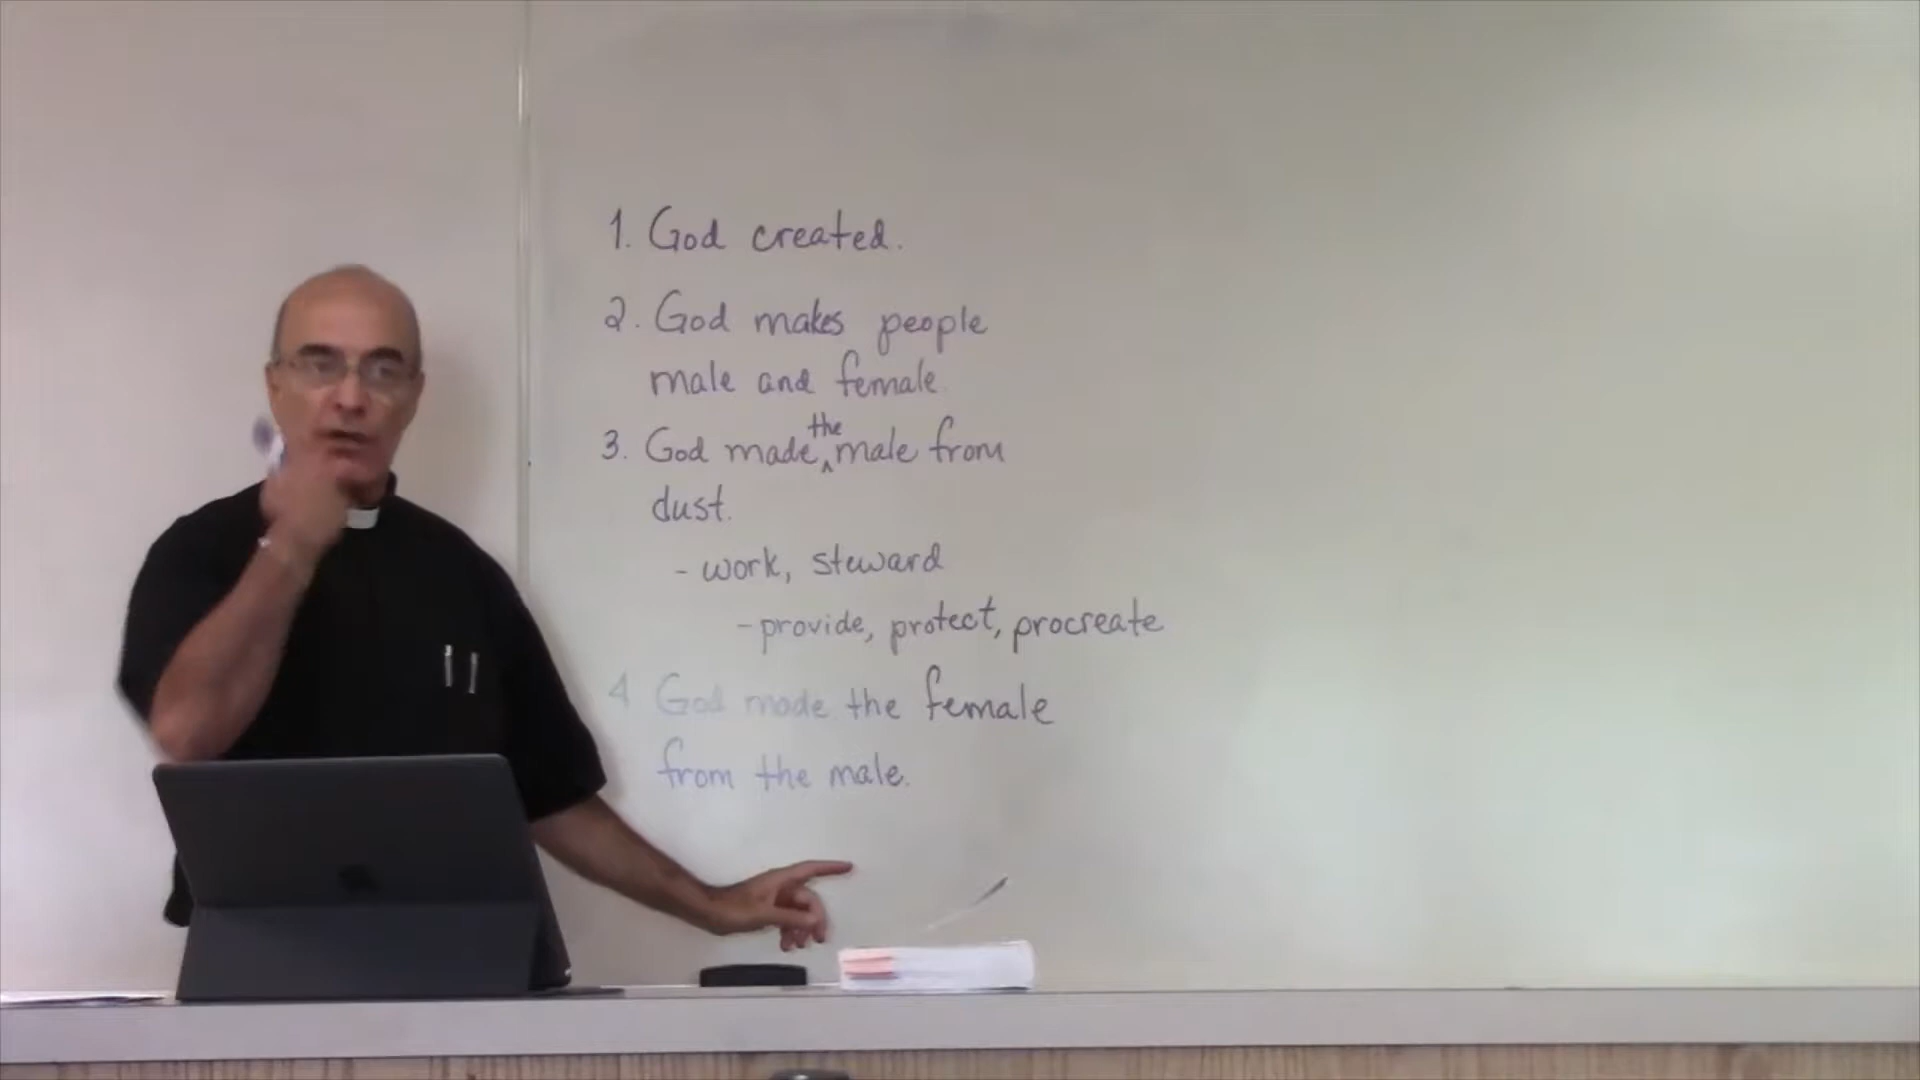 1. God created.
2. God makes people
male and female.
3. God made the male from
dust.
- work, steward
- provide, protect, procreate
4 God made the female
from the male.